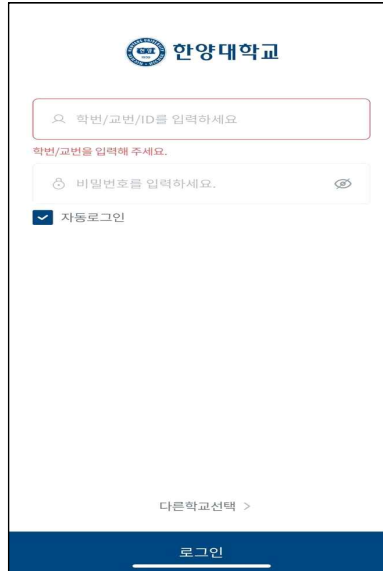 한양대학교
학번/교번/ID를 입력하세요
학번/교번을 입력해 주세요.
비밀번호를 입력하세요.
자동로그인
다른학교선택 >
로그인